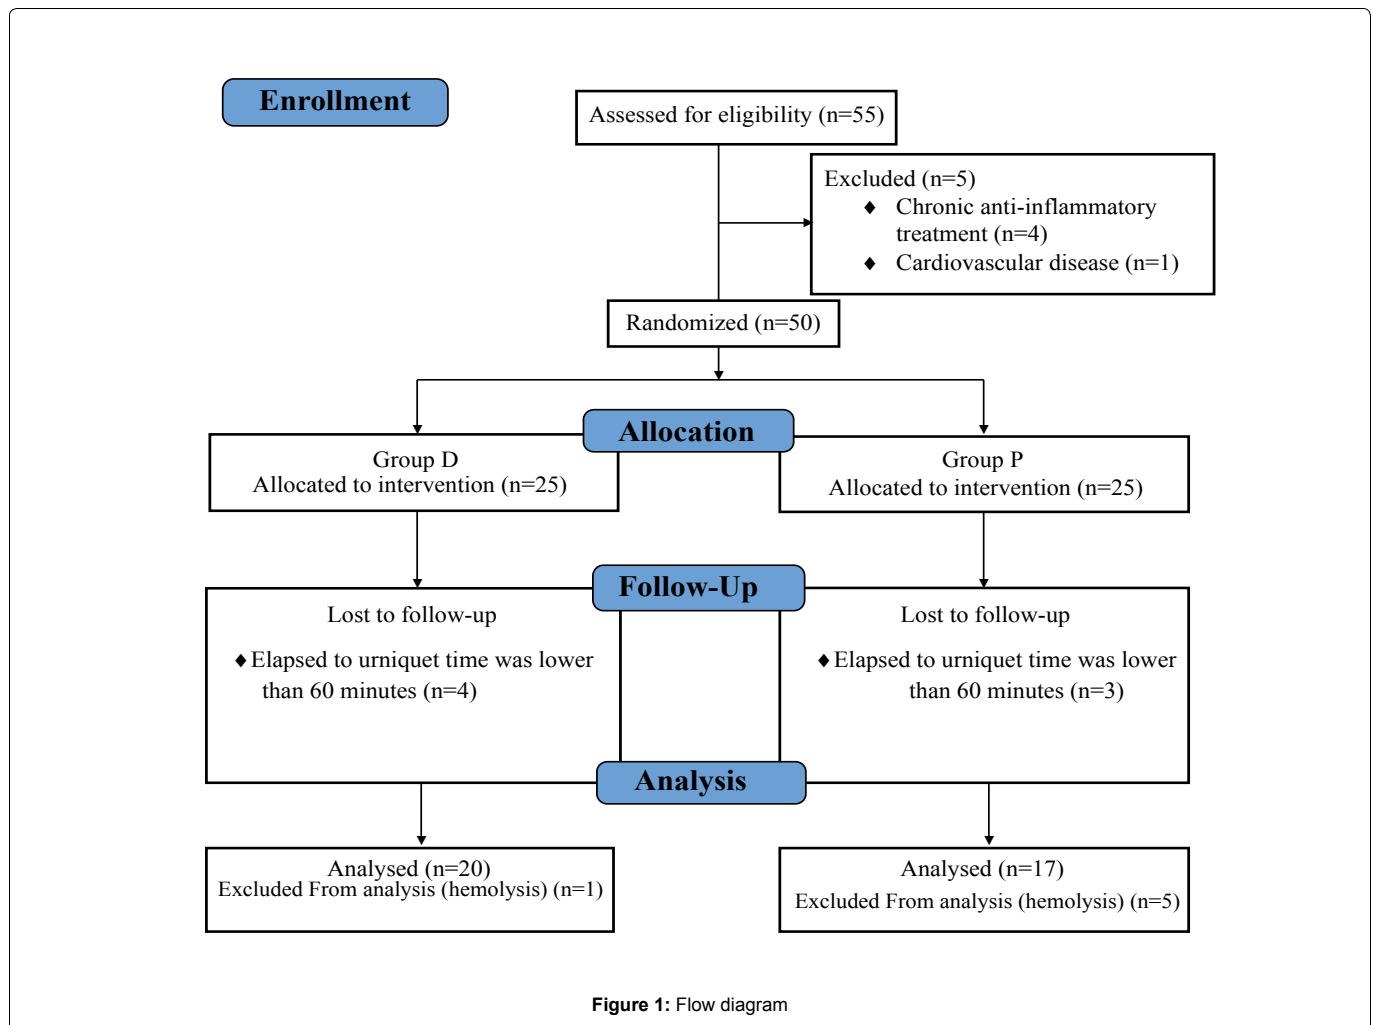 Enrollment
Assessed for eligibility (n=55)
Excluded (n=5)
♦ Chronic anti-inflammatory
treatment (n=4)
♦ Cardiovascular disease (n=1)
Randomized (n=50)
Allocation
Group D
Allocated to intervention (n=25)
Group P
Allocated to intervention (n=25)
Follow-Up
Lost to follow-up
♦Elapsed to urniquet time was lower
than 60 minutes (n=4)
Lost to follow-up
♦Elapsed to urniquet time was lower
than 60 minutes (n=3)
Analysis
Analysed (n=20)
Excluded From analysis (hemolysis) (n=1)
Analysed (n=17
Excluded From analysis (hemolysis) (n=5)
Figure 1: Flow diagram